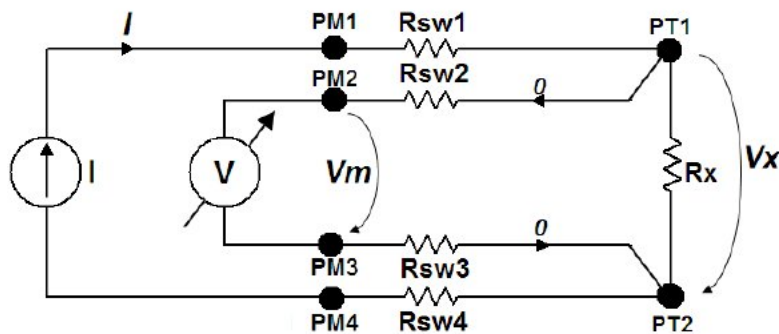 I PM1 Rsw1 PT1
PM2 Rsw2 0
I V Vm Rx Vx
0
PM3 Rsw3
PM4 Rsw4 PT2